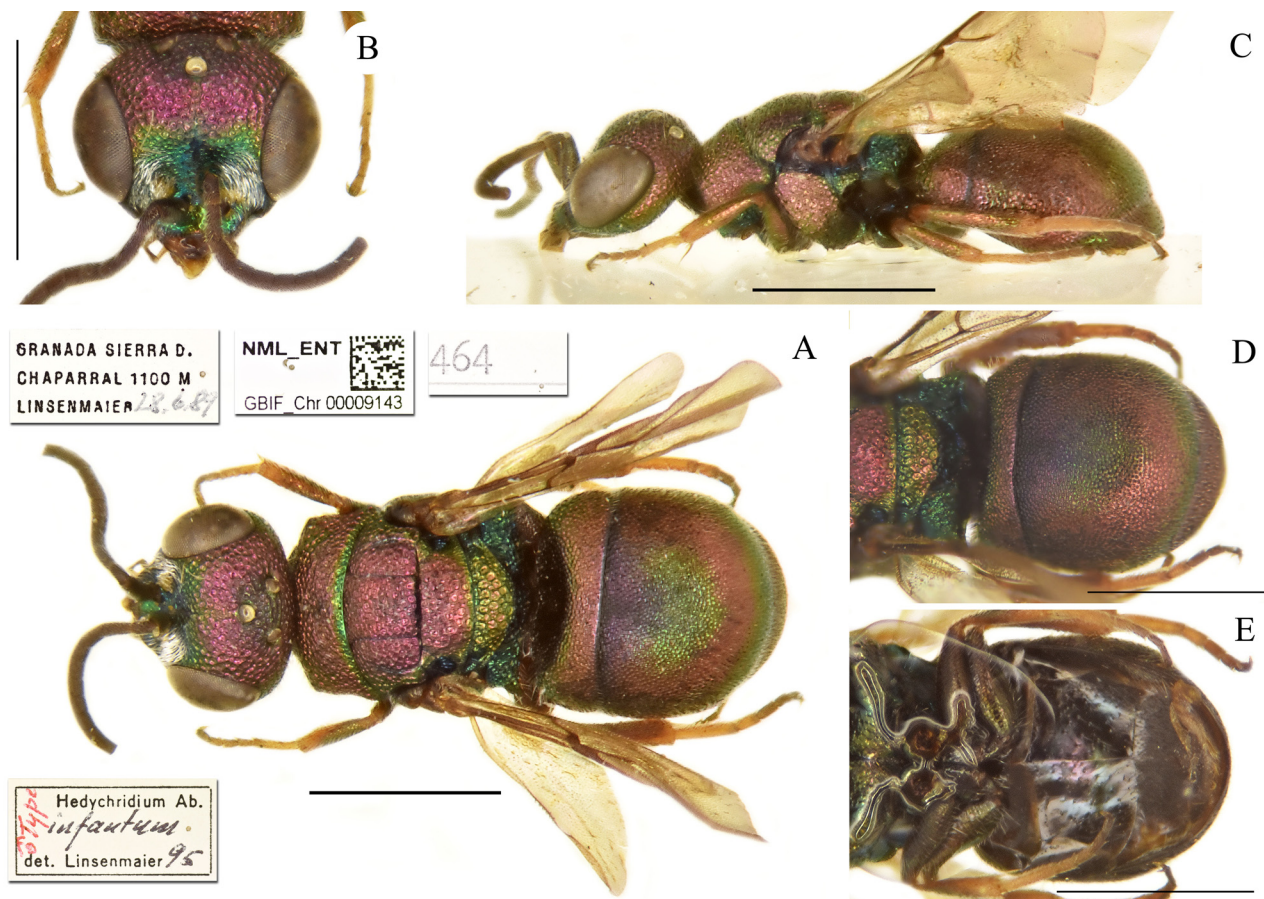 B
C
GRANADA SIERRA D.
CHAPARRAL 1100 M
LINSENMAIER 28.6.89
NML_ENT
GBIF_Chr 00009143
464
A
D
E
Type
Hedychridium Ab.
infantum.
det. Linsenmaier 95